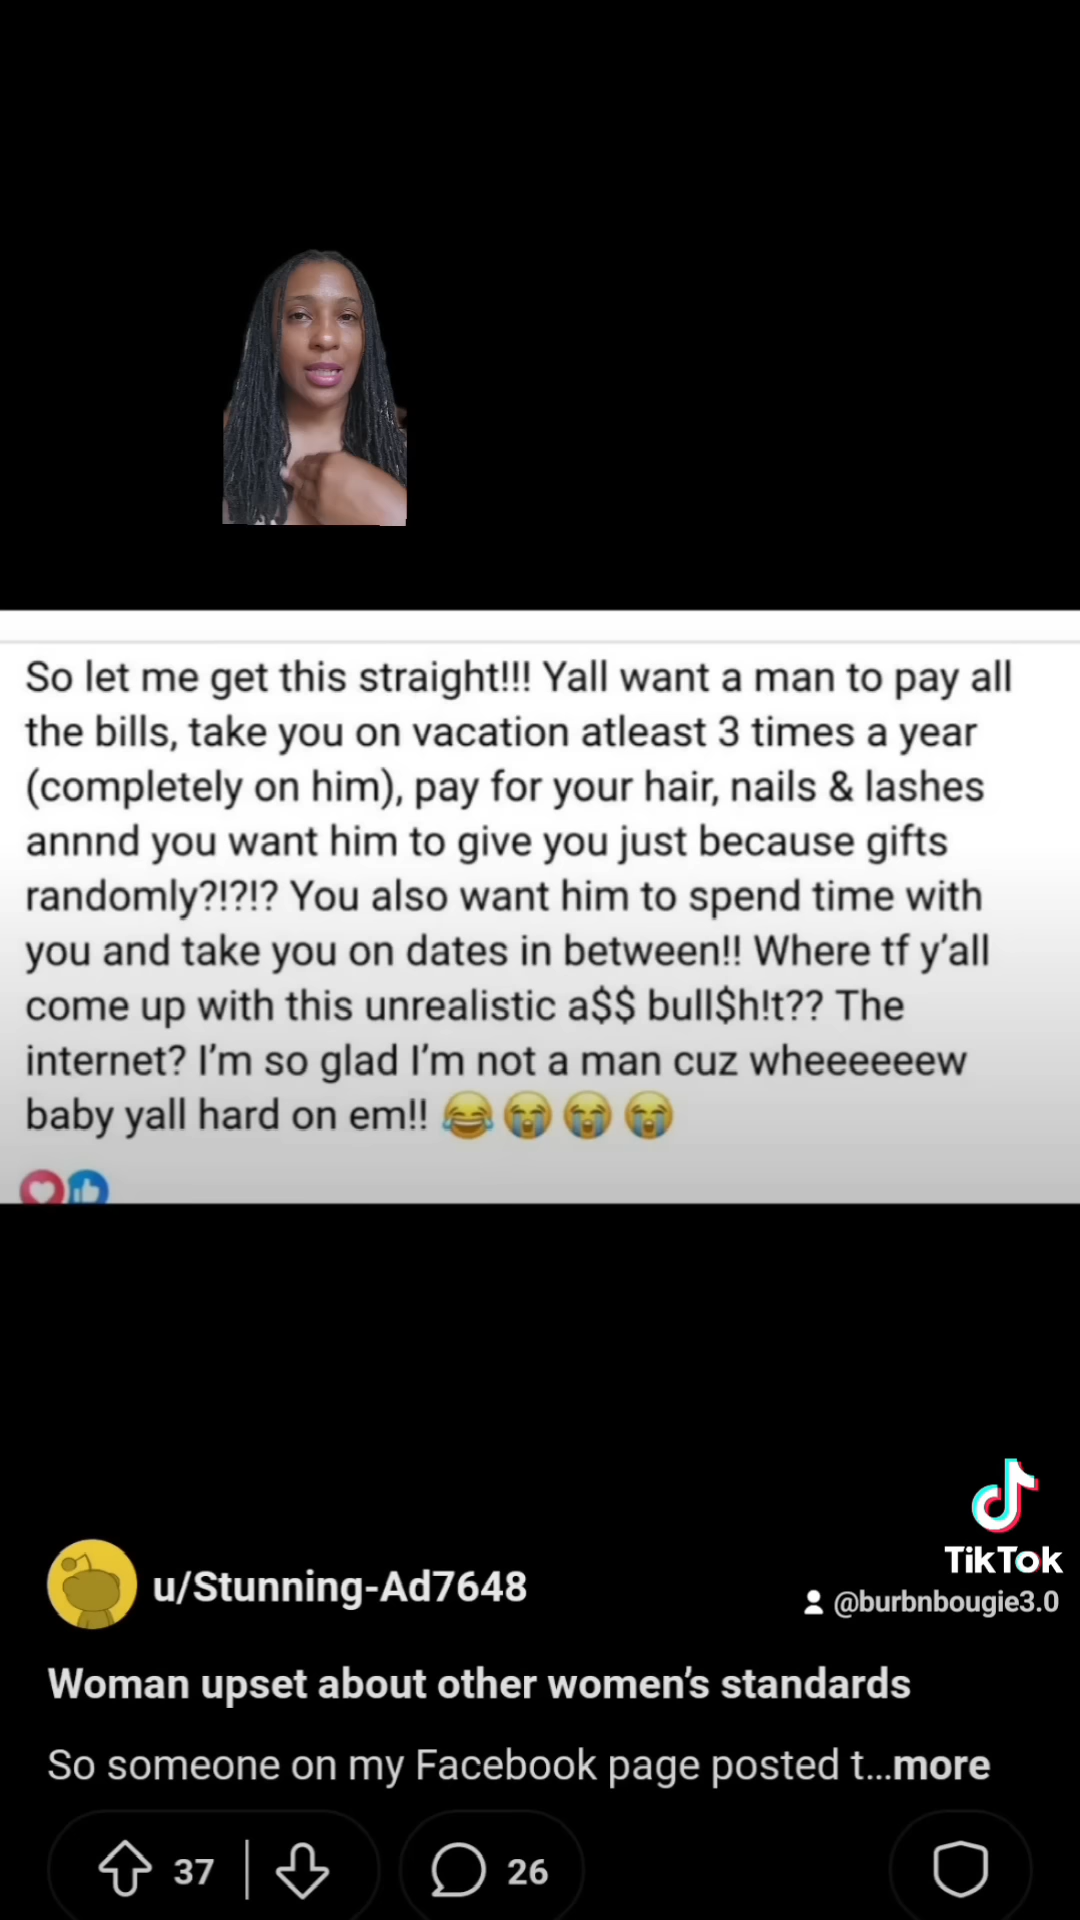 So let me get this straight!!! Yall want a man to pay all
the bills, take you on vacation atleast 3 times a year
(completely on him), pay for your hair, nails & lashes
annnd you want him to give you just because gifts
randomly?!?!? You also want him to spend time with
you and take you on dates in between!! Where tf y’all
come up with this unrealistic a$$ bull$h!t?? The
internet? I’m so glad I’m not a man cuz wheeeeeew
baby yall hard on em!! 😂😭😭😭
TikTok
@burbnbougie3.0
u/Stunning-Ad7648
Woman upset about other women’s standards
So someone on my Facebook page posted t...more
37
26